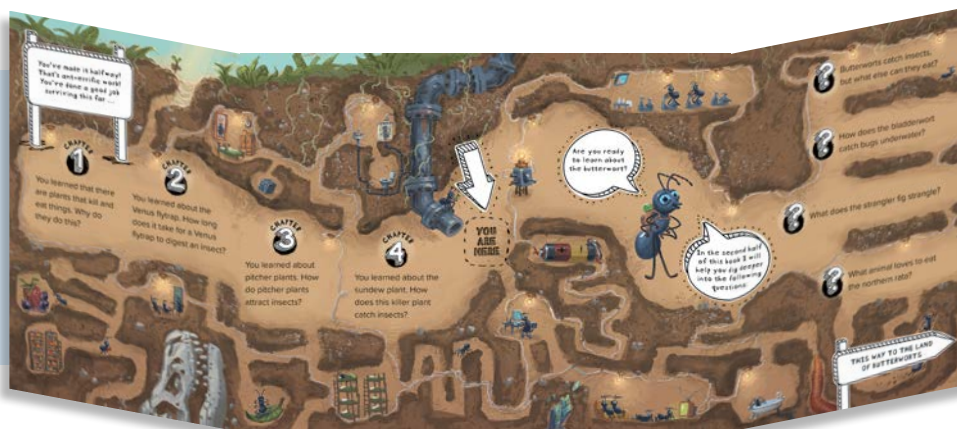 You've made it halfway!
That's ant-errific work!
You've done a good job
surviving this far ...
CHAPTER
1
You learned that there
are plants that kill and
eat things. Why do
they do this?
CHAPTER
2
You learned about the
Venus flytrap. How long
does it take for a Venus
flytrap to digest an insect?
CHAPTER
3
You learned about
pitcher plants. How
do pitcher plants
attract insects?
CHAPTER
4
You learned about the
sundew plant. How
does this killer plant
catch insects?
YOU
ARE
HERE
Are you ready
to learn about
the butterwort?
In the second half
of this book I will
help you dig deeper
into the following
questions:
?
Butterworts catch insects,
but what else can they eat?
?
How does the bladderwort
catch bugs underwater?
?
What does the strangler fig strangle?
?
What animal loves to eat
the northern rata?
THIS WAY TO THE LAND
OF BUTTERWORTS